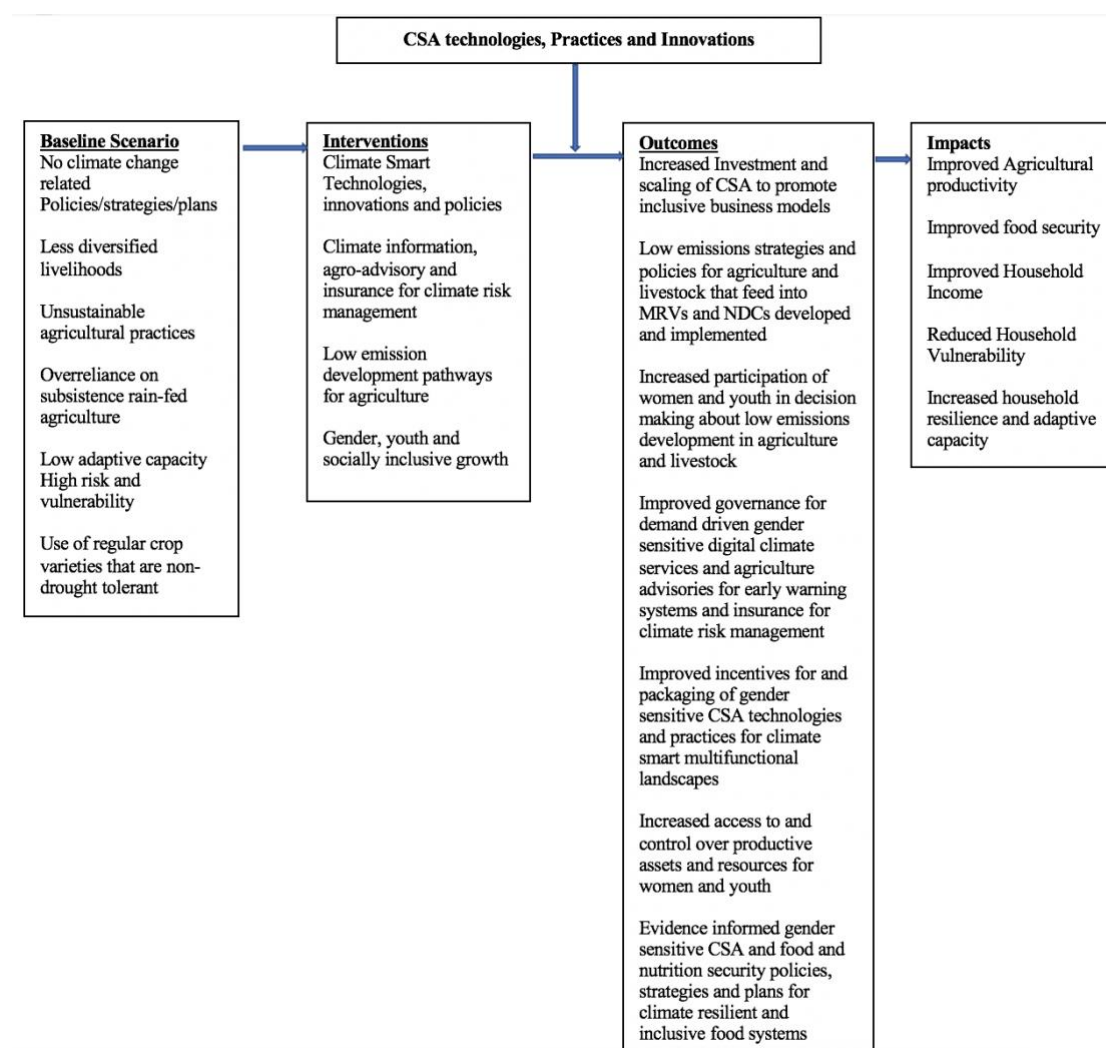 CSA technologies, Practices and Innovations
Baseline Scenario
No climate change
related
Policies/strategies/plans
Less diversified
livelihoods
Unsustainable
agricultural practices
Overreliance on
subsistence rain-fed
agriculture
Low adaptive capacity
High risk and
vulnerability
Use of regular crop
varieties that are non-
drought tolerant
Interventions
Climate Smart
Technologies,
innovations and policies
Climate information,
agro-advisory and
insurance for climate risk
management
Low emission
development pathways
for agriculture
Gender, youth and
socially inclusive growth
Outcomes
Increased Investment and
scaling of CSA to promote
inclusive business models
Low emissions strategies and
policies for agriculture and
livestock that feed into
MRVs and NDCs developed
and implemented
Increased participation of
women and youth in decision
making about low emissions
development in agriculture
and livestock
Improved governance for
demand driven gender
sensitive digital climate
services and agriculture
advisories for early warning
systems and insurance for
climate risk management
Improved incentives for and
packaging of gender
sensitive CSA technologies
and practices for climate
smart multifunctional
landscapes
Increased access to and
control over productive
assets and resources for
women and youth
Evidence informed gender
sensitive CSA and food and
nutrition security policies,
strategies and plans for
climate resilient and
inclusive food systems
Impacts
Improved Agricultural
productivity
Improved food security
Improved Household
Income
Reduced Household
Vulnerability
Increased household
resilience and adaptive
capacity